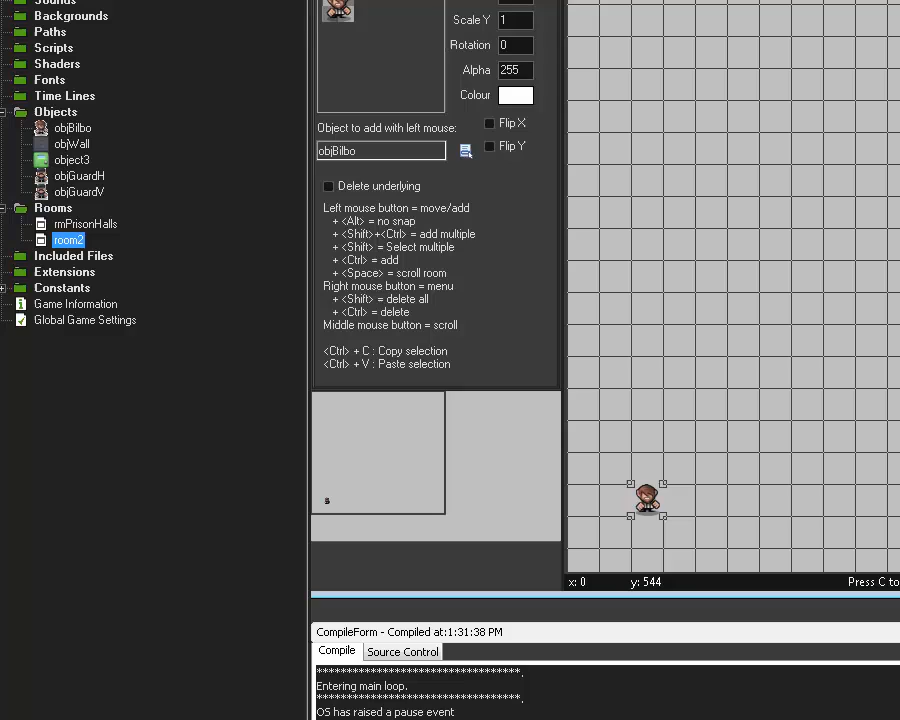 Sounds
Backgrounds
Paths
Scripts
Shaders
Fonts
Time Lines
Objects
objBilbo
objWall
object3
objGuardH
objGuardV
Rooms
rmPrisonHalls
room2
Included Files
Extensions
Constants
Game Information
Global Game Settings
Scale Y 1
Rotation 0
Alpha 255
Colour
Flip X
Object to add with left mouse:
objBilbo
Flip Y
Delete underlying
Left mouse button = move/add
+ <Alt> = no snap
+ <Shift>+<Ctrl> = add multiple
+ <Shift> = Select multiple
+ <Ctrl> = add
+ <Space> = scroll room
Right mouse button = menu
+ <Shift> = delete all
+ <Ctrl> = delete
Middle mouse button = scroll
<Ctrl> + C : Copy selection
<Ctrl> + V : Paste selection
x: 0 y: 544 Press C to
CompileForm - Compiled at:1:31:38 PM
Compile Source Control
***********************************.
Entering main loop.
***********************************.
OS has raised a pause event